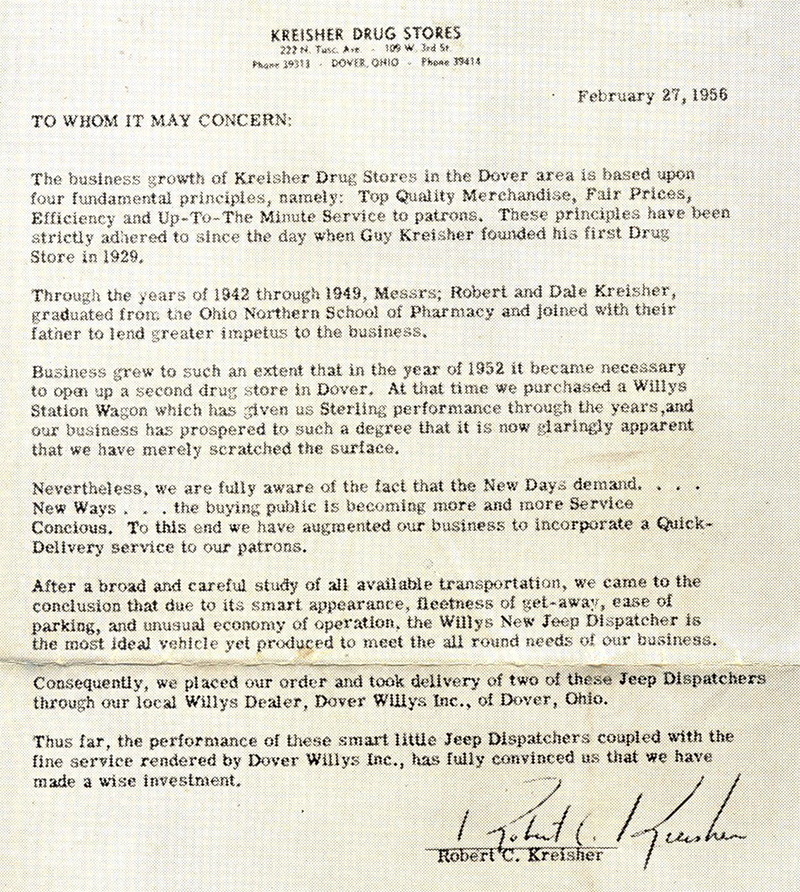 KREISHER DRUG STORES
222 N. Tusc. Ave. - 109 W. 3rd St.
Phone 39313 - DOVER, OHIO - Phone 39414
February 27, 1956
TO WHOM IT MAY CONCERN:
The business growth of Kreisher Drug Stores in the Dover area is based upon
four fundamental principles, namely: Top Quality Merchandise, Fair Prices,
Efficiency and Up-To-The Minute Service to patrons. These principles have been
strictly adhered to since the day when Guy Kreisher founded his first Drug
Store in 1929.
Through the years of 1942 through 1949, Messrs; Robert and Dale Kreisher,
graduated from the Ohio Northern School of Pharmacy and joined with their
father to lend greater impetus to the business.
Business grew to such an extent that in the year of 1952 it became necessary
to open up a second drug store in Dover. At that time we purchased a Willys
Station Wagon which has given us Sterling performance through the years,and
our business has prospered to such a degree that it is now glaringly apparent
that we have merely scratched the surface.
Nevertheless, we are fully aware of the fact that the New Days demand. . . .
New Ways . . . the buying public is becoming more and more Service
Concious. To this end we have augmented our business to incorporate a Quick-
Delivery service to our patrons.
After a broad and careful study of all available transportation, we came to the
conclusion that due to its smart appearance, fleetness of get-away, ease of
parking, and unusual economy of operation, the Willys New Jeep Dispatcher is
the most ideal vehicle yet produced to meet the all round needs of our business.
Consequently, we placed our order and took delivery of two of these Jeep Dispatchers
through our local Willys Dealer, Dover Willys Inc., of Dover, Ohio.
Thus far, the performance of these smart little Jeep Dispatchers coupled with the
fine service rendered by Dover Willys Inc., has fully convinced us that we have
made a wise investment.
Robert C. Kreisher
Robert C. Kreisher